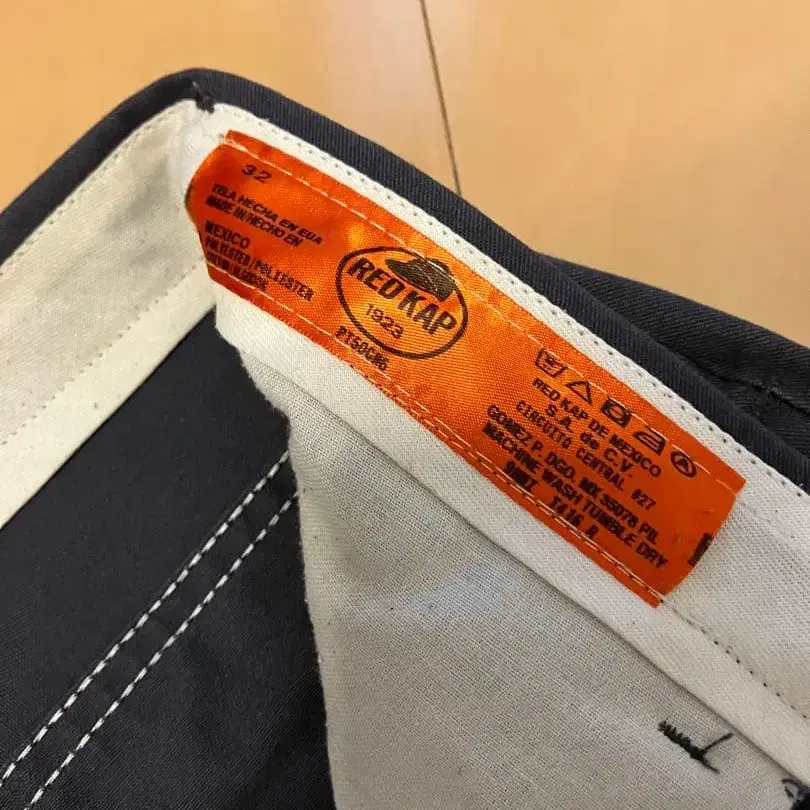 32
TELA HECHA EN EUA
MADE IN/HECHO EN
MEXICO
POLYESTER/POLIESTER
RED KAP
1923
PT50CH6
RED KAP DE MEXICO
S.A. de C.V.
CIRCUITO CENTRAL #27
GOMEZ P. DGO, MX 35078 PIL
MACHINE WASH TUMBLE DRY